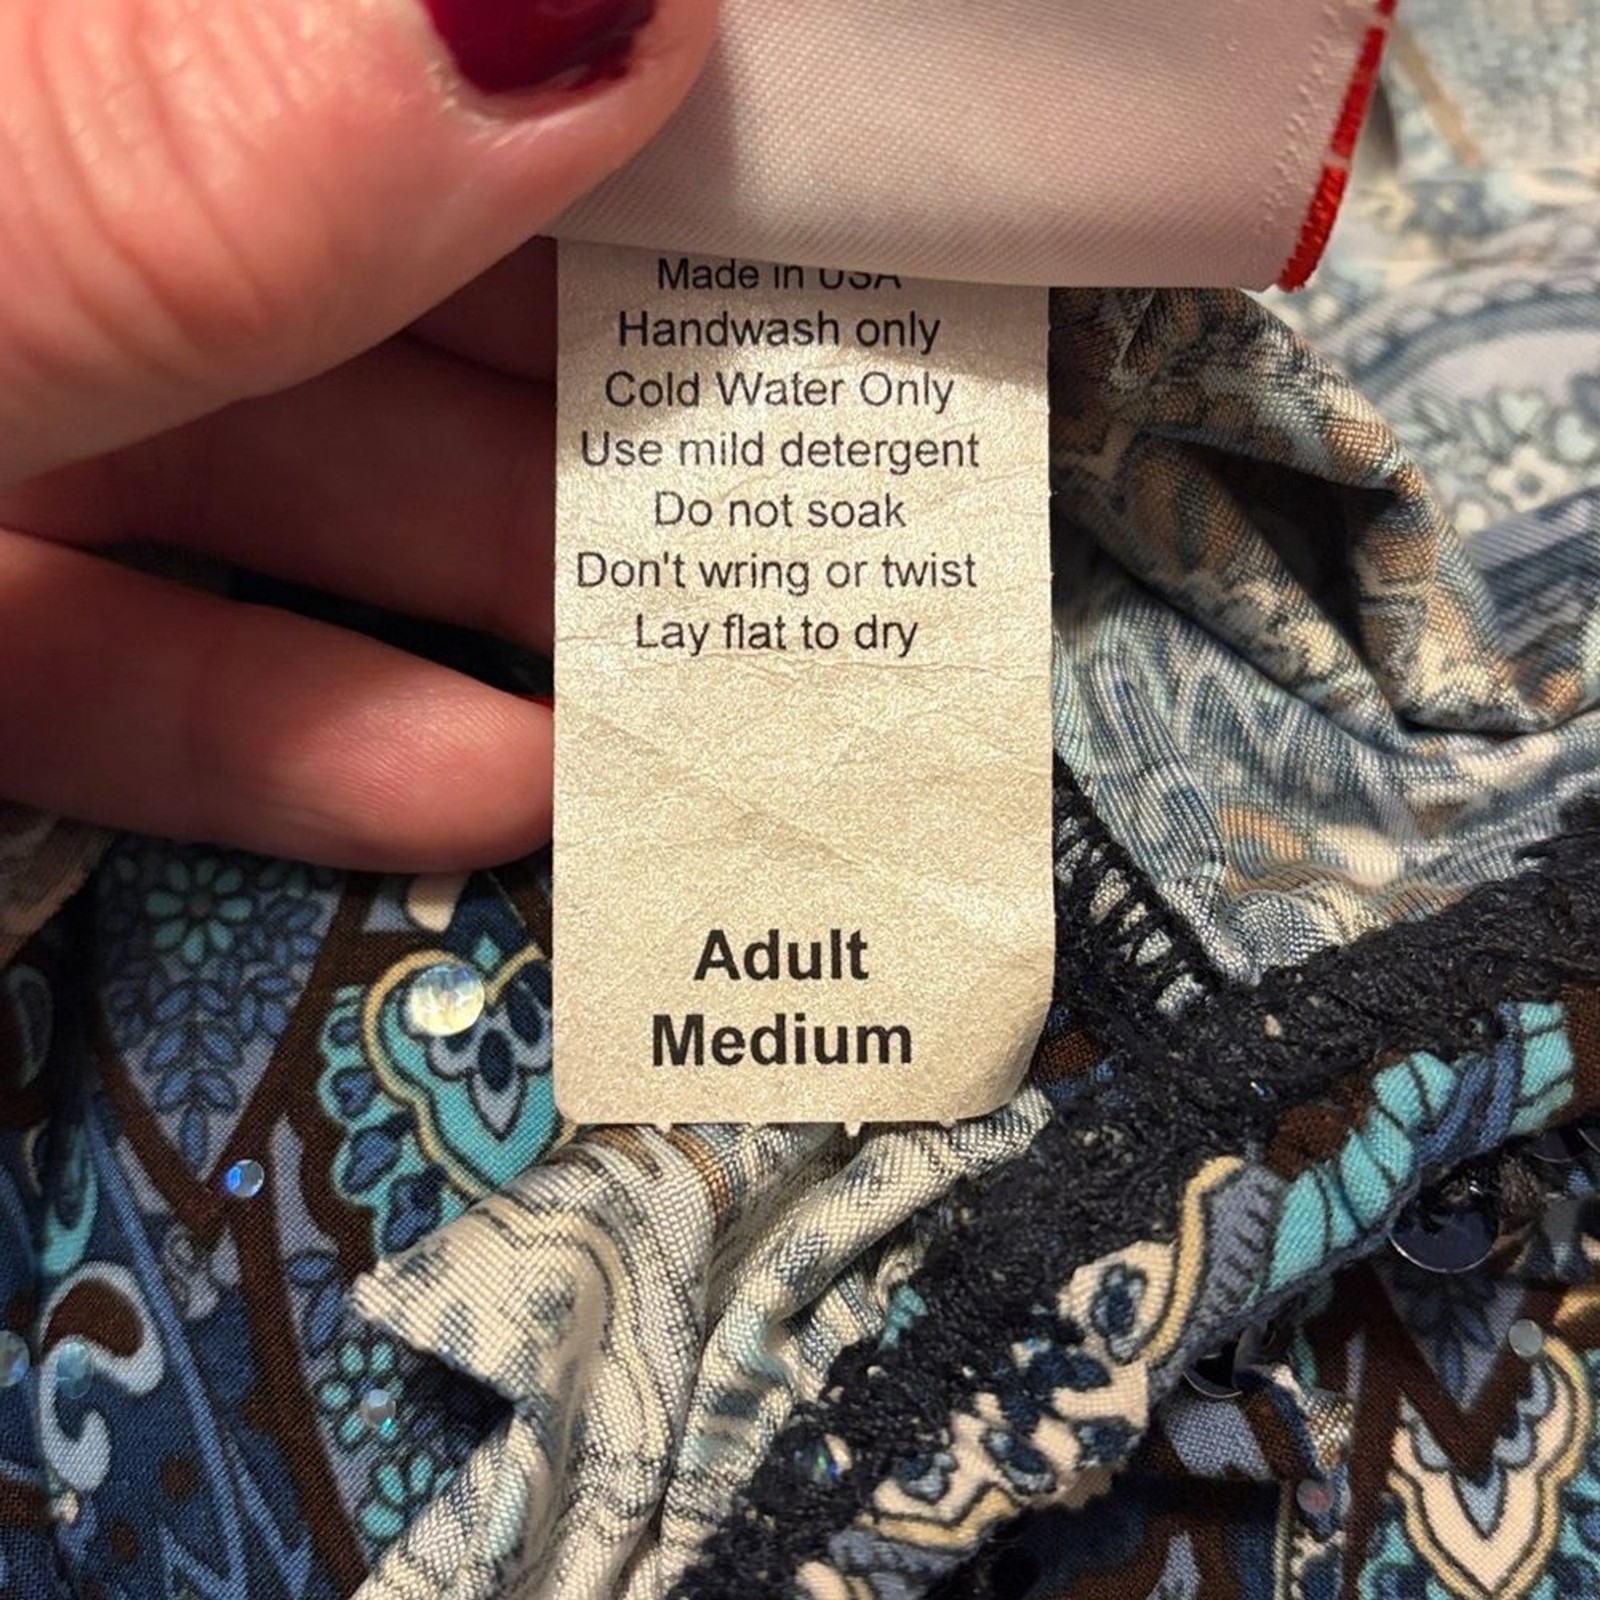 Made in USA
Handwash only
Cold Water Only
Use mild detergent
Do not soak
Don't wring or twist
Lay flat to dry
Adult
Medium